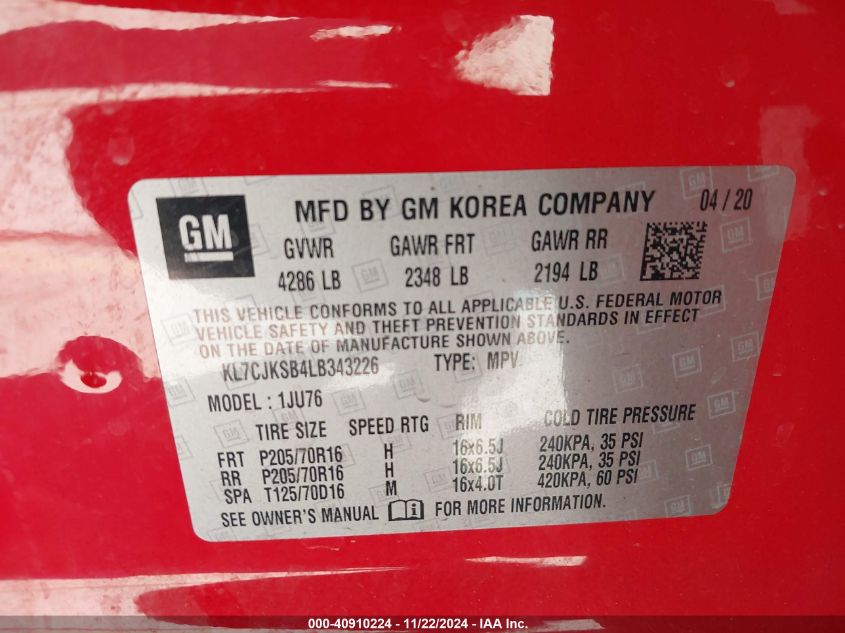 GM
MFD BY GM KOREA COMPANY 04 / 20
GVWR GAWR FRT GAWR RR
4286 LB 2348 LB 2194 LB
THIS VEHICLE CONFORMS TO ALL APPLICABLE U.S. FEDERAL MOTOR
VEHICLE SAFETY AND THEFT PREVENTION STANDARDS IN EFFECT
ON THE DATE OF MANUFACTURE SHOWN ABOVE.
KL7CJKSB4LB343226 TYPE: MPV
MODEL : 1JU76
TIRE SIZE SPEED RTG RIM COLD TIRE PRESSURE
FRT P205/70R16 H 16x6.5J 240KPA, 35 PSI
RR P205/70R16 H 16x6.5J 240KPA, 35 PSI
SPA T125/70D16 M 16x4.0T 420KPA, 60 PSI
SEE OWNER'S MANUAL i FOR MORE INFORMATION.
000-40910224 - 11/22/2024 - IAA Inc.